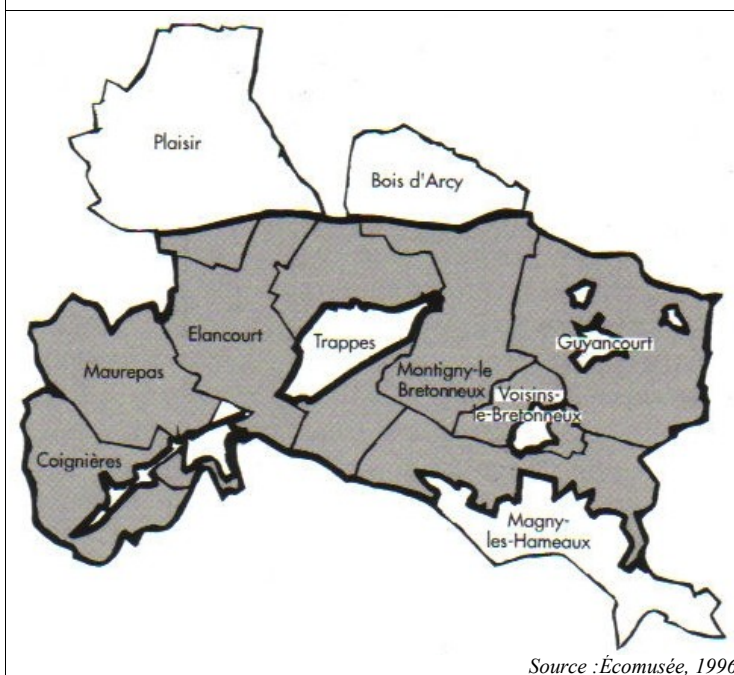 Plaisir
Bois d'Arcy
Elancourt
Trappes
Guyancourt
Maurepas
Montigny-le
Bretonneux
Voisins-
le-Bretonneux
Coignières
Magny-
les-Hameaux
Source :Écomusée, 1996